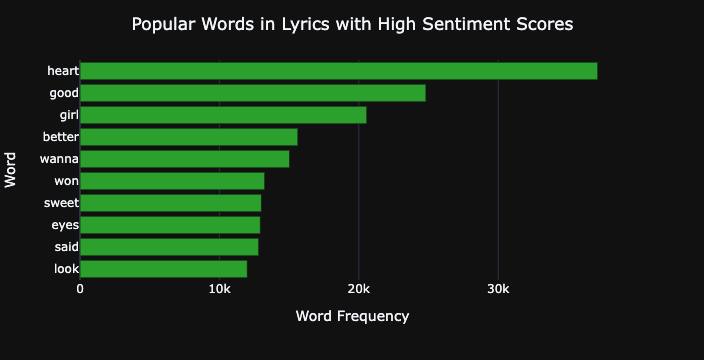 Popular Words in Lyrics with High Sentiment Scores
heart
good
girl
better
wanna
won
sweet
eyes
said
look
Word
0 10k 20k 30k
Word Frequency